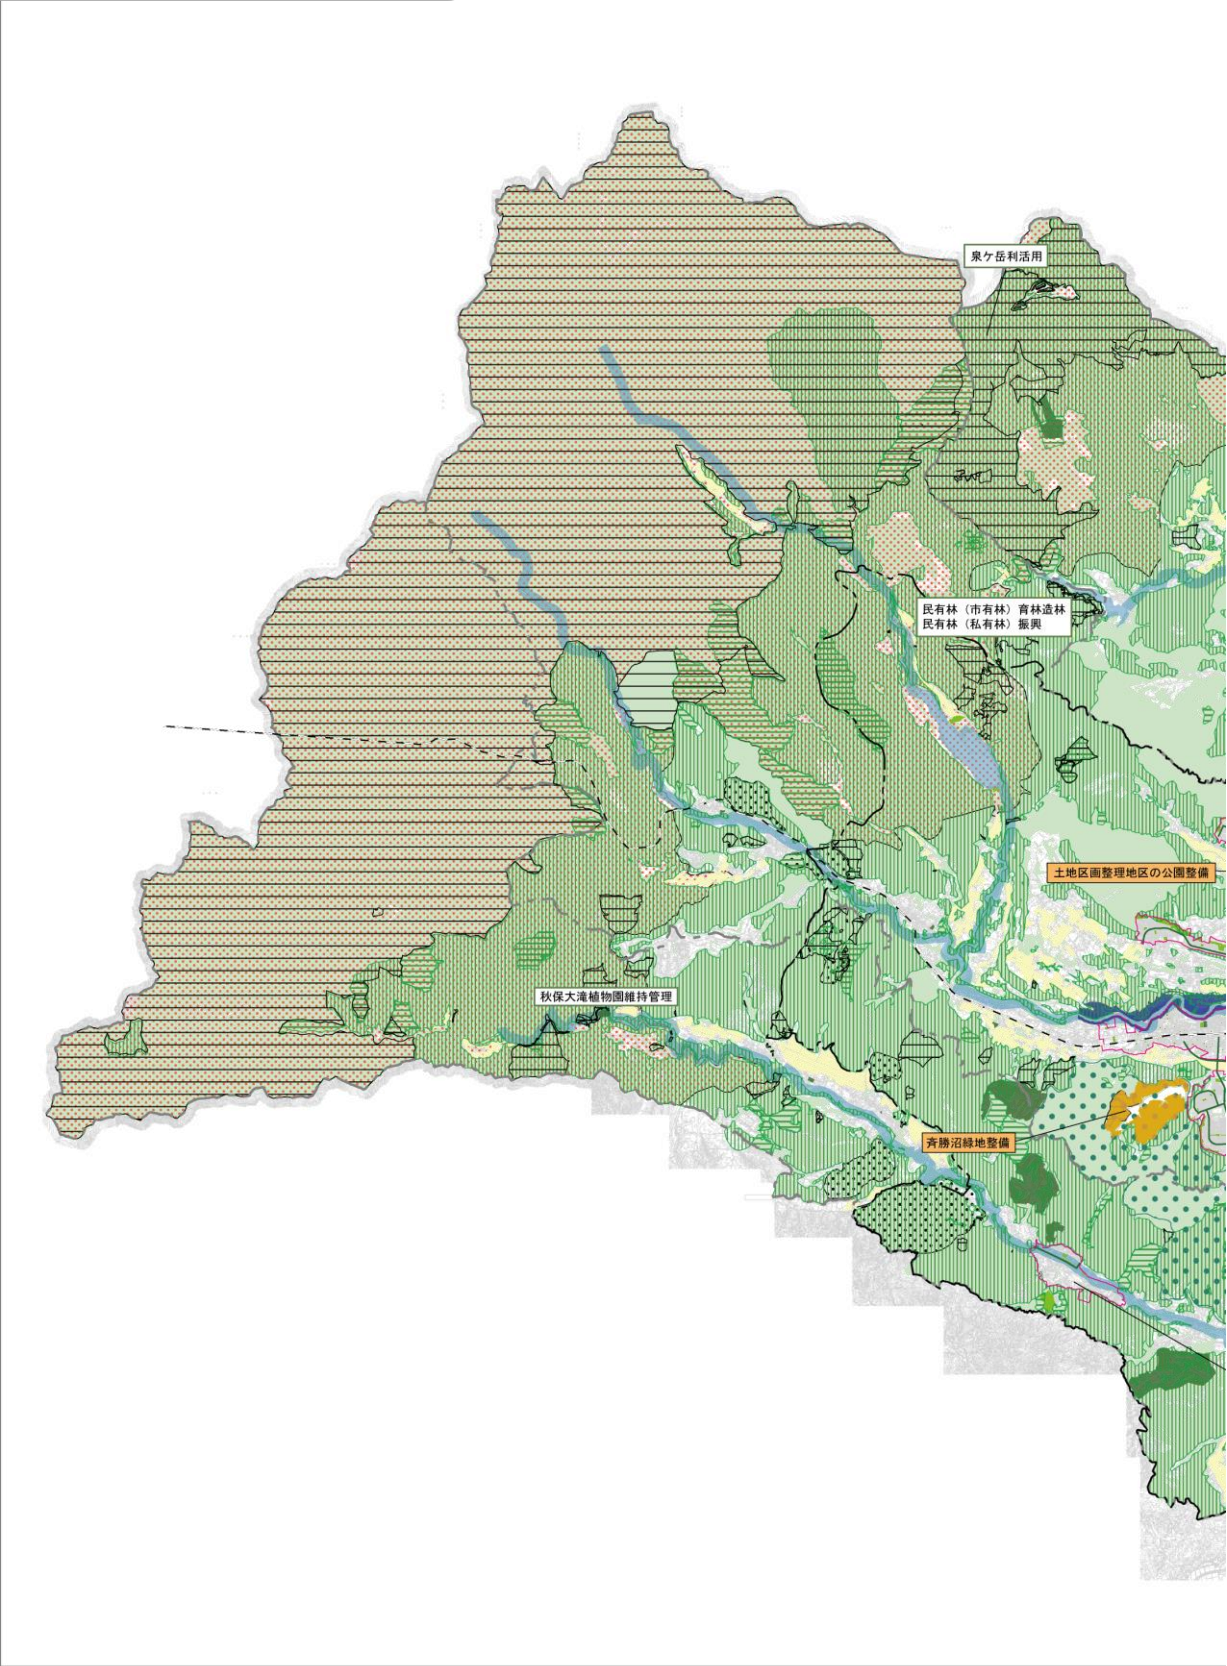 泉ケ岳利活用
民有林（市有林）育林造林
民有林（私有林）振興
土地区画整理地区の公園整備
秋保大滝植物園維持管理
斉勝沼緑地整備